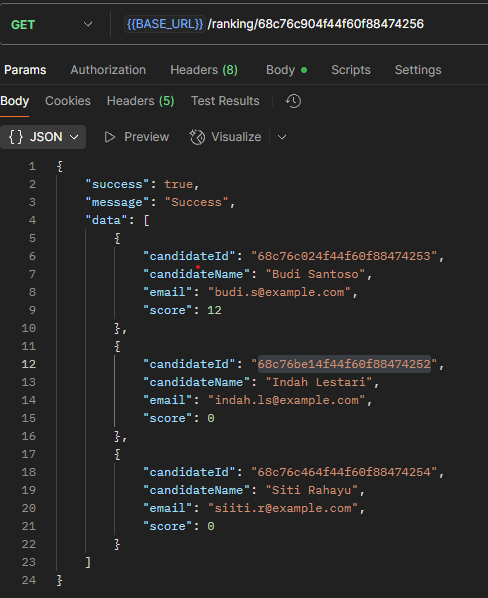 GET {{BASE_URL}} /ranking/68c76c904f44f60f88474256
Params Authorization Headers (8) Body Scripts Settings
Body Cookies Headers (5) Test Results
{} JSON Preview Visualize
1 {
2 "success": true,
3 "message": "Success",
4 "data": [
5 {
6 "candidateId": "68c76c024f44f60f88474253",
7 "candidateName": "Budi Santoso",
8 "email": "budi.s@example.com",
9 "score": 12
10 },
11 {
12 "candidateId": "68c76be14f44f60f88474252",
13 "candidateName": "Indah Lestari",
14 "email": "indah.ls@example.com",
15 "score": 0
16 },
17 {
18 "candidateId": "68c76c464f44f60f88474254",
19 "candidateName": "Siti Rahayu",
20 "email": "siiti.r@example.com",
21 "score": 0
22 }
23 ]
24 }